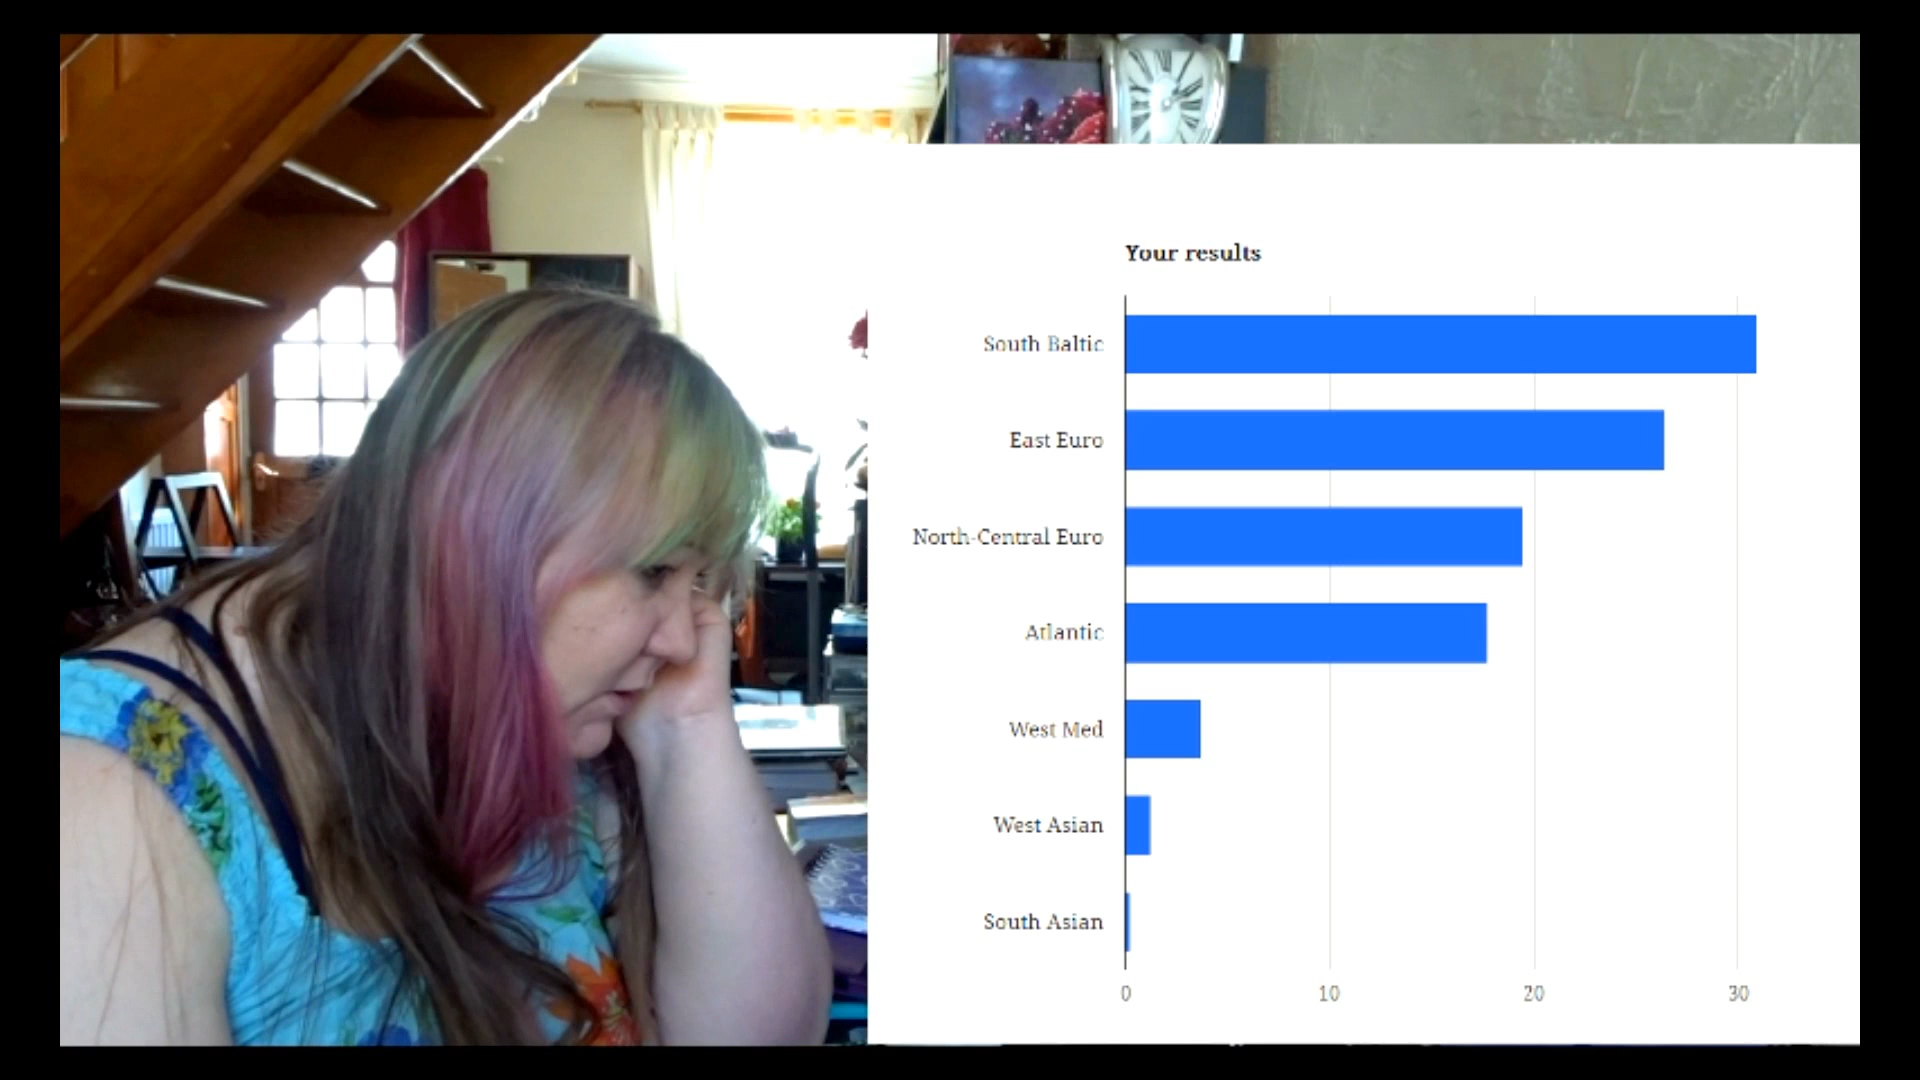 Your results
South Baltic
East Euro
North-Central Euro
Atlantic
West Med
West Asian
South Asian
0 10 20 30